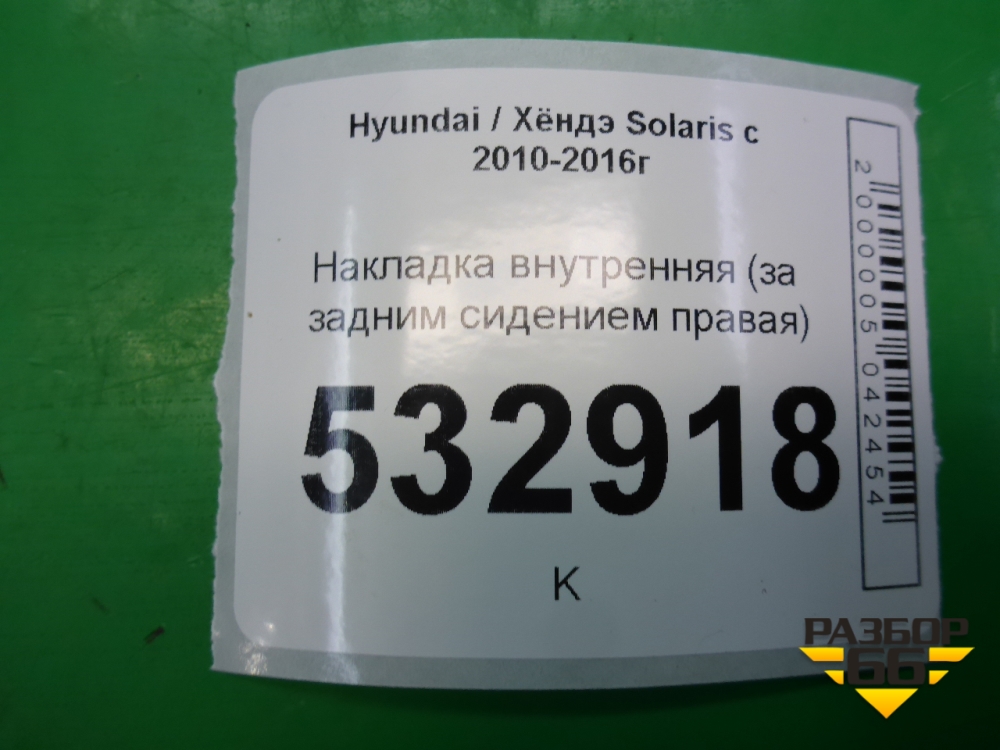 Hyundai / Хёндэ Solaris с
2010-2016г
Накладка внутренняя (за
задним сидением правая)
532918
К
2000005042454
РАЗБОР
66